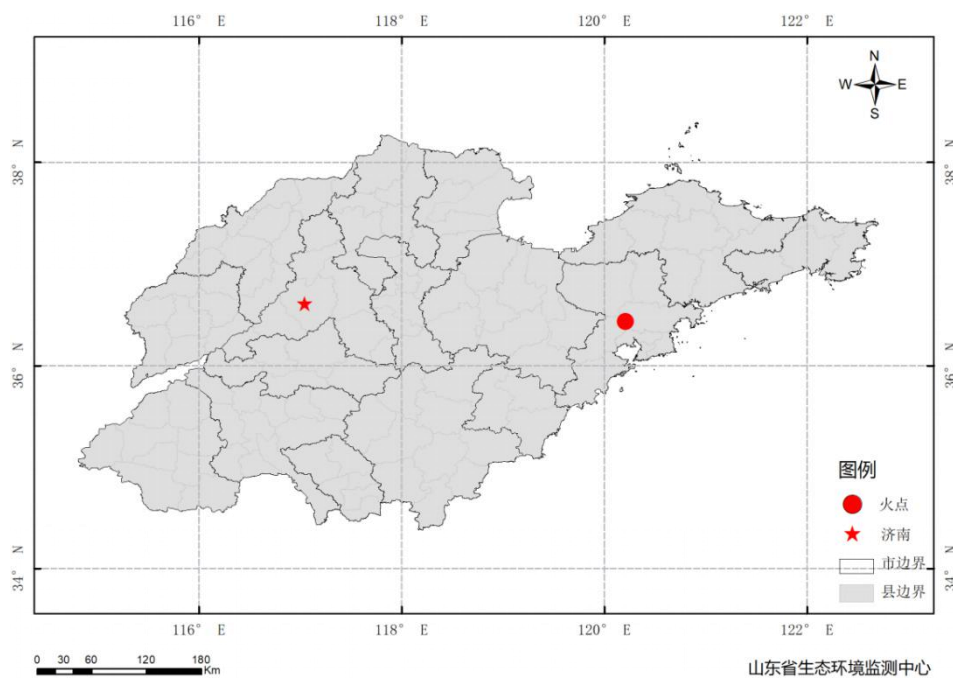 116° E 118° E 120° E 122° E
N
W E
S
38° N 38° N
36° N 36° N
图例
火点
济南
市边界
县边界
34° N 34° N
116° E 118° E 120° E 122° E
0 30 60 120 180
Km
山东省生态环境监测中心